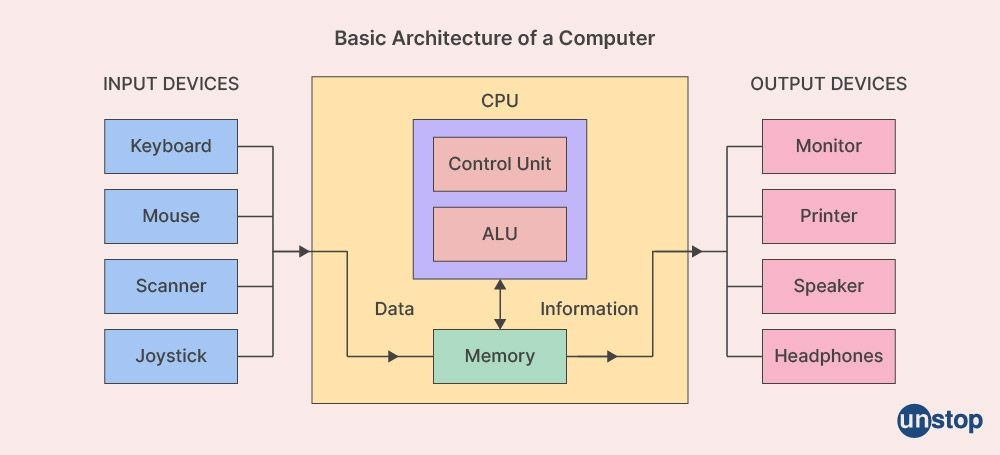 Basic Architecture of a Computer
INPUT DEVICES
Keyboard
Mouse
Scanner
Joystick
CPU
Control Unit
ALU
Data
Information
Memory
OUTPUT DEVICES
Monitor
Printer
Speaker
Headphones
unstop